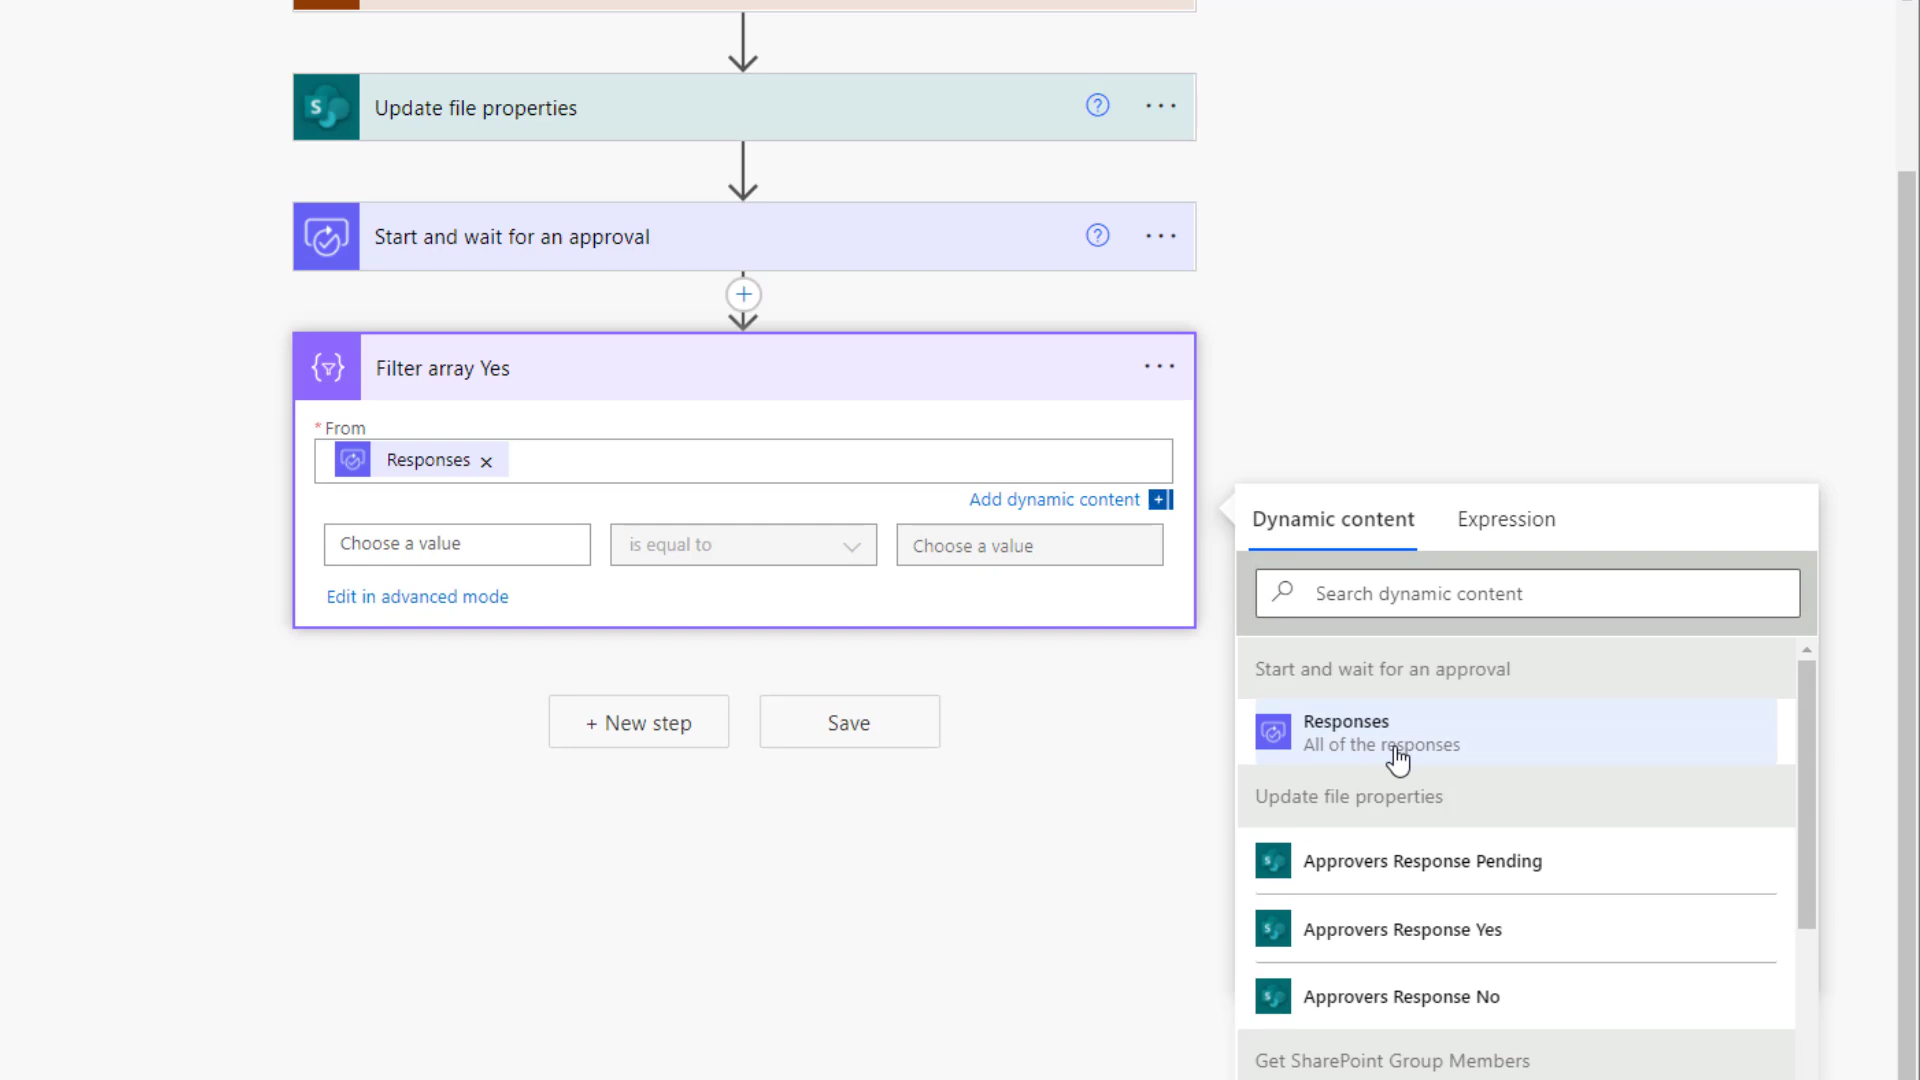 Update file properties
Start and wait for an approval
Filter array Yes
* From
Responses ×
Add dynamic content
Choose a value
is equal to
Choose a value
Edit in advanced mode
+ New step
Save
Dynamic content
Expression
Search dynamic content
Start and wait for an approval
Responses
All of the responses
Update file properties
Approvers Response Pending
Approvers Response Yes
Approvers Response No
Get SharePoint Group Members